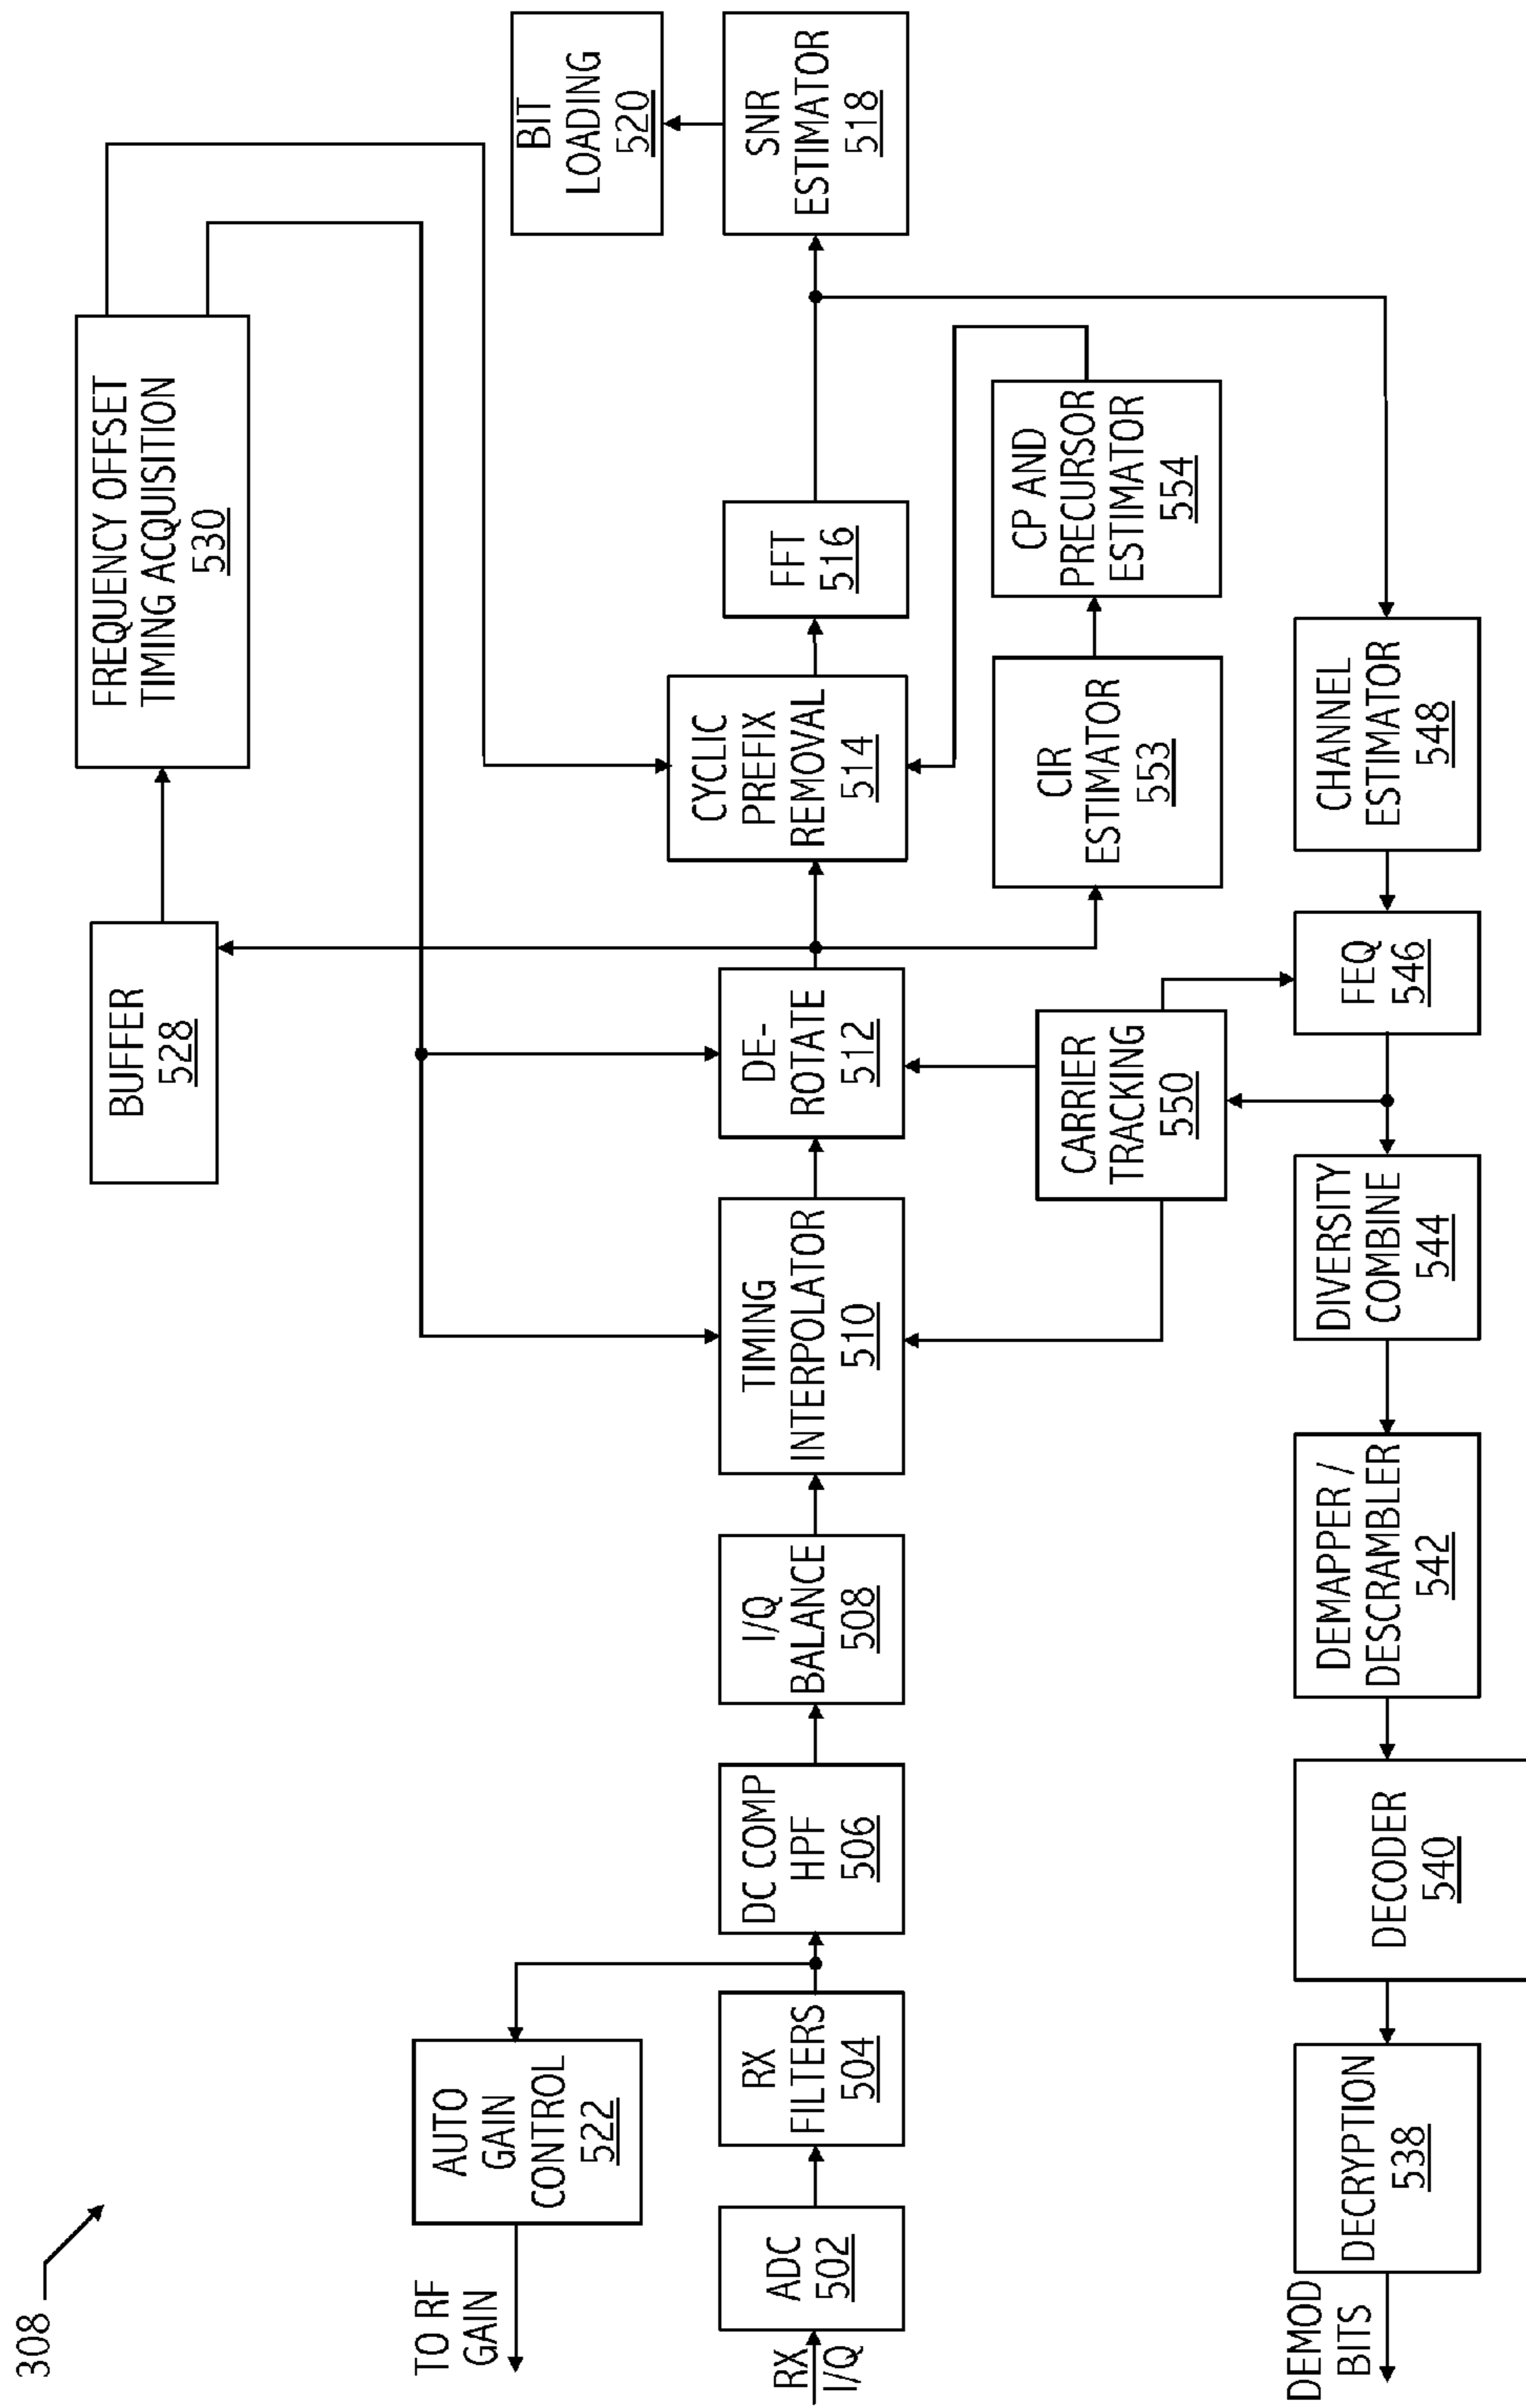 308
TO RF
GAIN
AUTO
GAIN
CONTROL
522
BUFFER
528
FREQUENCY OFFSET
TIMING ACQUISITION
530
BIT
LOADING
520
RX
I/Q
ADC
502
RX
FILTERS
504
DC COMP
HPF
506
I/Q
BALANCE
508
TIMING
INTERPOLATOR
510
DE-
ROTATE
512
CYCLIC
PREFIX
REMOVAL
514
FFT
516
SNR
ESTIMATOR
518
CARRIER
TRACKING
550
CIR
ESTIMATOR
553
CP AND
PRECURSOR
ESTIMATOR
554
DEMOD
BITS
DECRYPTION
538
DECODER
540
DEMAPPER /
DESCRAMBLER
542
DIVERSITY
COMBINE
544
FEQ
546
CHANNEL
ESTIMATOR
548